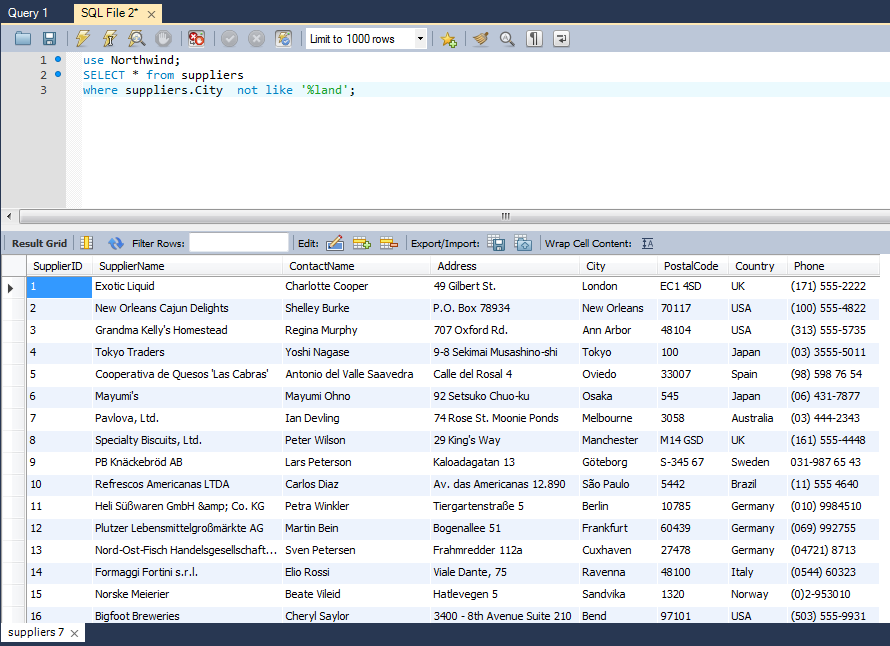 Query 1 SQL File 2*
Limit to 1000 rows
1 use Northwind;
2 SELECT * from suppliers
3 where suppliers.City  not like '%land';
Result Grid Filter Rows: Edit: Export/Import: Wrap Cell Content:
SupplierID SupplierName ContactName Address City PostalCode Country Phone
1 Exotic Liquid Charlotte Cooper 49 Gilbert St. London EC1 4SD UK (171) 555-2222
2 New Orleans Cajun Delights Shelley Burke P.O. Box 78934 New Orleans 70117 USA (100) 555-4822
3 Grandma Kelly's Homestead Regina Murphy 707 Oxford Rd. Ann Arbor 48104 USA (313) 555-5735
4 Tokyo Traders Yoshi Nagase 9-8 Sekimai Musashino-shi Tokyo 100 Japan (03) 3555-5011
5 Cooperativa de Quesos 'Las Cabras' Antonio del Valle Saavedra Calle del Rosal 4 Oviedo 33007 Spain (98) 598 76 54
6 Mayumi's Mayumi Ohno 92 Setsuko Chuo-ku Osaka 545 Japan (06) 431-7877
7 Pavlova, Ltd. Ian Devling 74 Rose St. Moonie Ponds Melbourne 3058 Australia (03) 444-2343
8 Specialty Biscuits, Ltd. Peter Wilson 29 King's Way Manchester M14 GSD UK (161) 555-4448
9 PB Knäckebröd AB Lars Peterson Kaloadagatan 13 Göteborg S-345 67 Sweden 031-987 65 43
10 Refrescos Americanas LTDA Carlos Diaz Av. das Americanas 12.890 São Paulo 5442 Brazil (11) 555 4640
11 Heli Süßwaren GmbH &amp; Co. KG Petra Winkler Tiergartenstraße 5 Berlin 10785 Germany (010) 9984510
12 Plutzer Lebensmittelgroßmärkte AG Martin Bein Bogenallee 51 Frankfurt 60439 Germany (069) 992755
13 Nord-Ost-Fisch Handelsgesellschaft... Sven Petersen Frahmredder 112a Cuxhaven 27478 Germany (04721) 8713
14 Formaggi Fortini s.r.l. Elio Rossi Viale Dante, 75 Ravenna 48100 Italy (0544) 60323
15 Norske Meierier Beate Vileid Hatlevegen 5 Sandvika 1320 Norway (0)2-953010
16 Bigfoot Breweries Cheryl Saylor 3400 - 8th Avenue Suite 210 Bend 97101 USA (503) 555-9931
suppliers 7